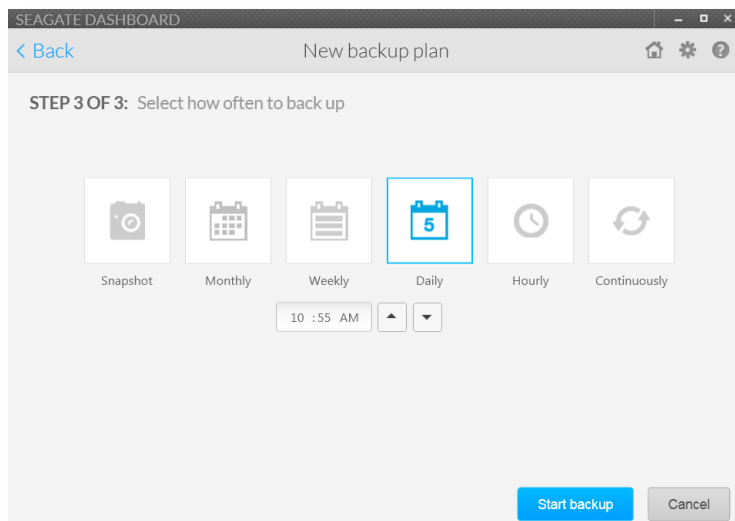 SEAGATE DASHBOARD
< Back New backup plan ?
STEP 3 OF 3: Select how often to back up
5
Snapshot Monthly Weekly Daily Hourly Continuously
10 :55 AM
Start backup Cancel